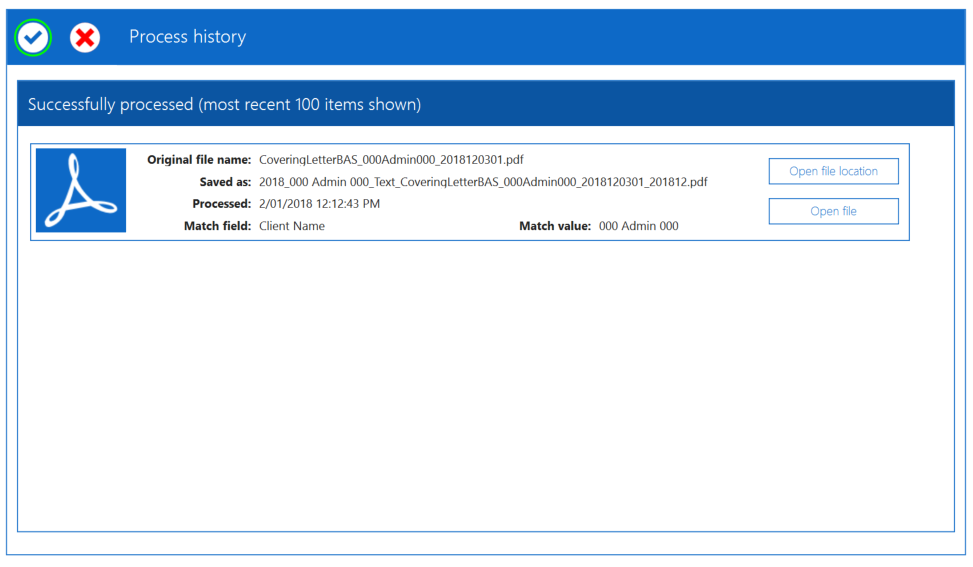 Process history
Successfully processed (most recent 100 items shown)
Original file name: CoveringLetterBAS_000Admin000_2018120301.pdf
Open file location
Saved as: 2018_000 Admin 000_Text_CoveringLetterBAS_000Admin000_2018120301_201812.pdf
Processed: 2/01/2018 12:12:43 PM
Open file
Match field: Client Name Match value: 000 Admin 000